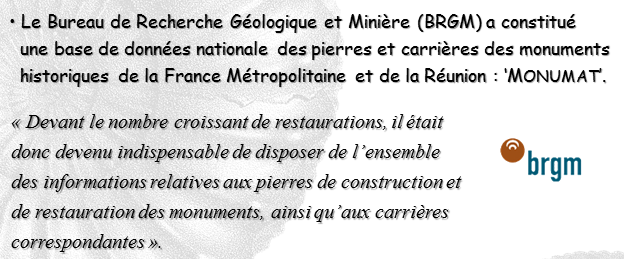 • Le Bureau de Recherche Géologique et Minière (BRGM) a constitué
une base de données nationale des pierres et carrières des monuments
historiques de la France Métropolitaine et de la Réunion : ‘MONUMAT’.
« Devant le nombre croissant de restaurations, il était
donc devenu indispensable de disposer de l’ensemble
des informations relatives aux pierres de construction et
de restauration des monuments, ainsi qu’aux carrières
correspondantes ».
brgm